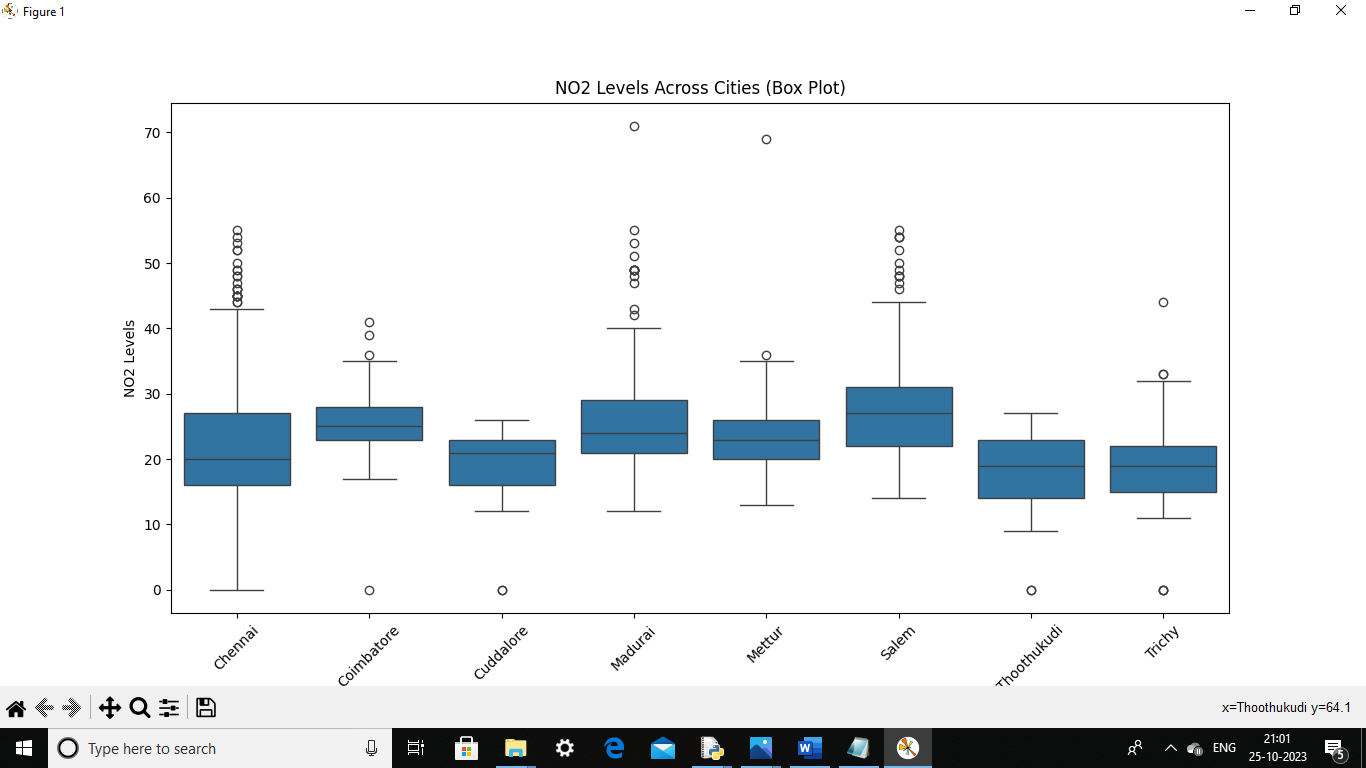 Figure 1
NO2 Levels Across Cities (Box Plot)
NO2 Levels
70
60
50
40
30
20
10
0
Chennai
Coimbatore
Cuddalore
Madurai
Mettur
Salem
Thoothukudi
Trichy
x=Thoothukudi y=64.1
Type here to search
ENG
21:01
25-10-2023
5